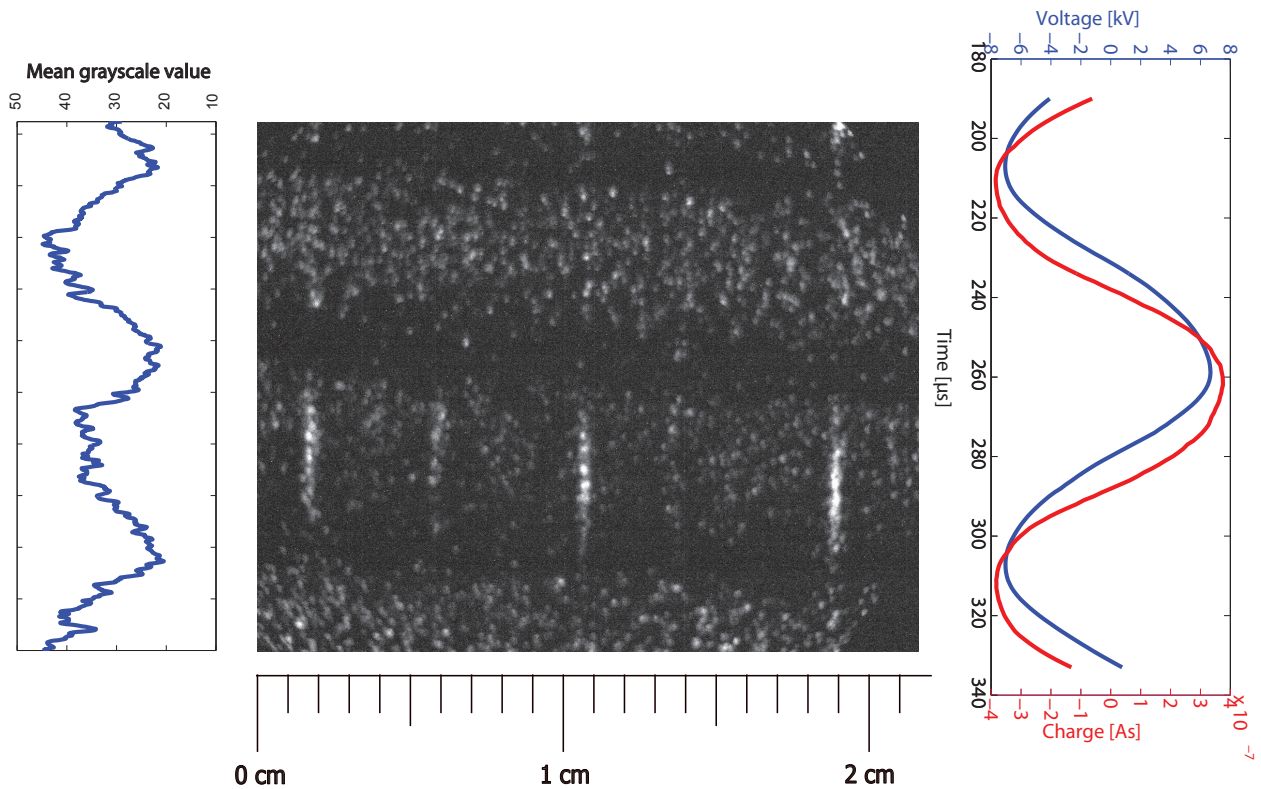 Mean grayscale value
50 40 30 20 10
0 cm 1 cm 2 cm
Voltage [kV]
−8 −6 −4 −2 0 2 4 6 8
180
200
220
240
260
280
300
320
340
Time [µs]
−4 −3 −2 −1 0 1 2 3 4
x 10
−7
Charge [As]